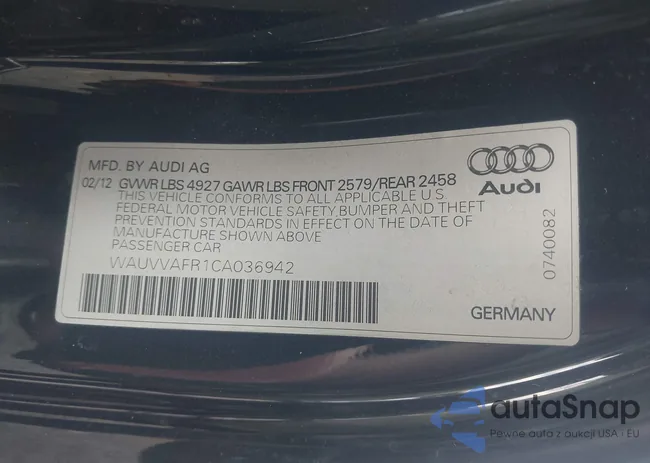 MFD. BY AUDI AG
02/12 GVWR LBS 4927 GAWR LBS FRONT 2579/REAR 2458
THIS VEHICLE CONFORMS TO ALL APPLICABLE U S
FEDERAL MOTOR VEHICLE SAFETY,BUMPER AND THEFT
PREVENTION STANDARDS IN EFFECT ON THE DATE OF
MANUFACTURE SHOWN ABOVE
PASSENGER CAR
WAUVVAFR1CA036942
Audi
0740082
GERMANY
autaSnap
Pewne auto z aukcji USA · EU